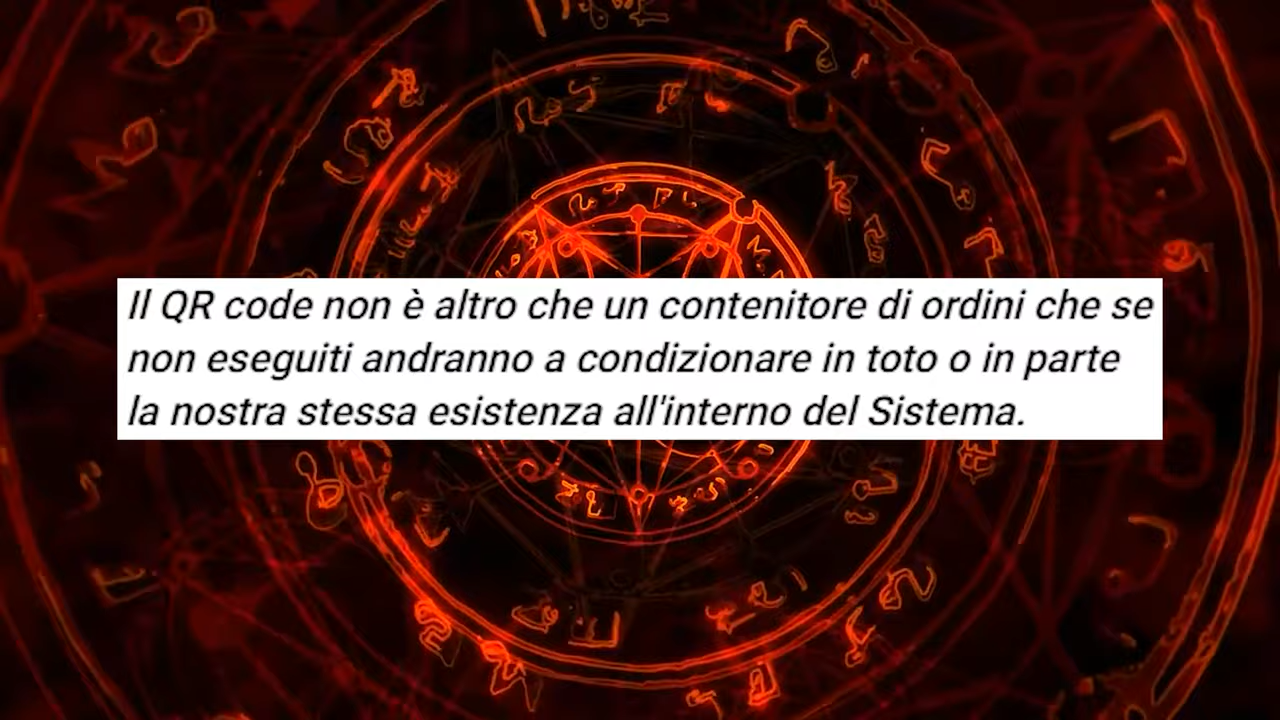 Il QR code non è altro che un contenitore di ordini che se
non eseguiti andranno a condizionare in toto o in parte
la nostra stessa esistenza all'interno del Sistema.